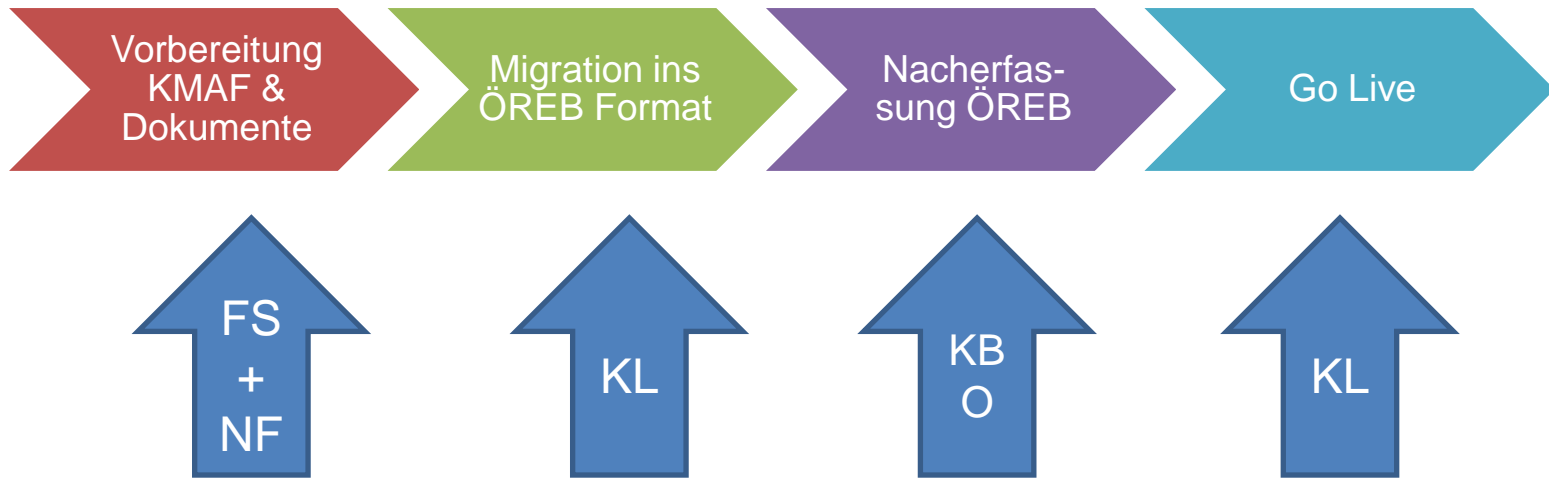 Vorbereitung
KMAF &
Dokumente
Migration ins
ÖREB Format
Nacherfas-
sung ÖREB
Go Live
FS
+
NF
KL
KB
O
KL